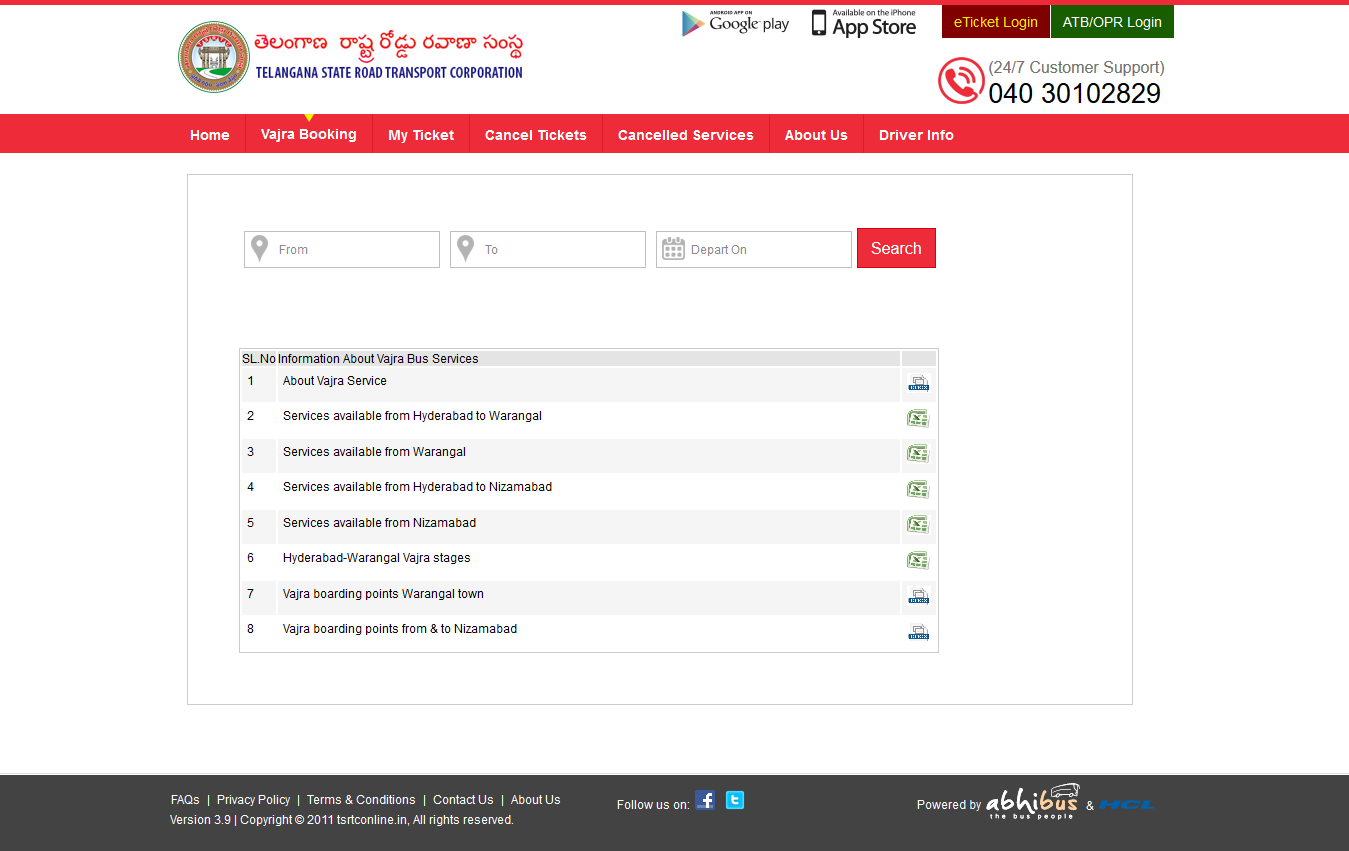 తెలంగాణ రాష్ట్ర రోడ్డు రవాణా సంస్థ
TELANGANA STATE ROAD TRANSPORT CORPORATION
ANDROID APP ON
Google play
Available on the iPhone
App Store
eTicket Login
ATB/OPR Login
(24/7 Customer Support)
040 30102829
Home
Vajra Booking
My Ticket
Cancel Tickets
Cancelled Services
About Us
Driver Info
From
To
Depart On
Search
SL.No Information About Vajra Bus Services
1 About Vajra Service
2 Services available from Hyderabad to Warangal
3 Services available from Warangal
4 Services available from Hyderabad to Nizamabad
5 Services available from Nizamabad
6 Hyderabad-Warangal Vajra stages
7 Vajra boarding points Warangal town
8 Vajra boarding points from & to Nizamabad
FAQs | Privacy Policy | Terms & Conditions | Contact Us | About Us
Version 3.9 | Copyright © 2011 tsrtconline.in, All rights reserved.
Follow us on:
Powered by abhibus & HCL
the bus people